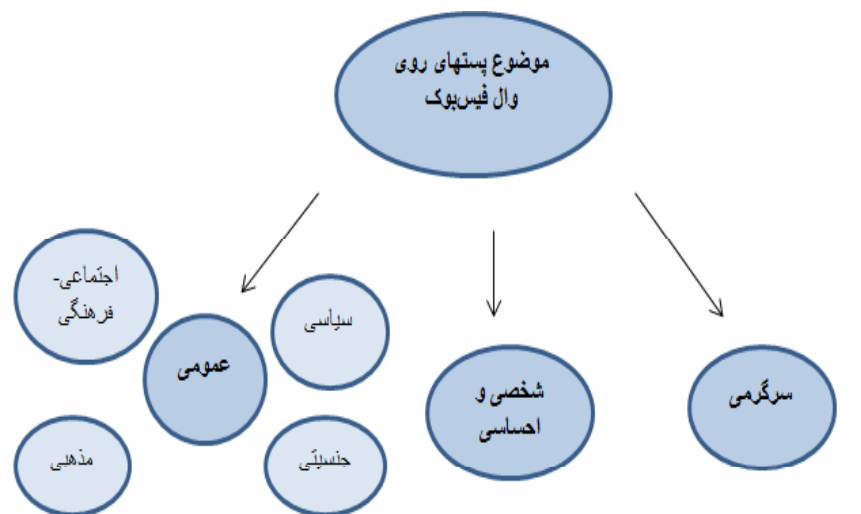 موضوع پستهای روی
وال فیس‌بوک
اجتماعی-
فرهنگی
سیاسی
عمومی
مذهبی
جنسیتی
شخصی و
احساسی
سرگرمی